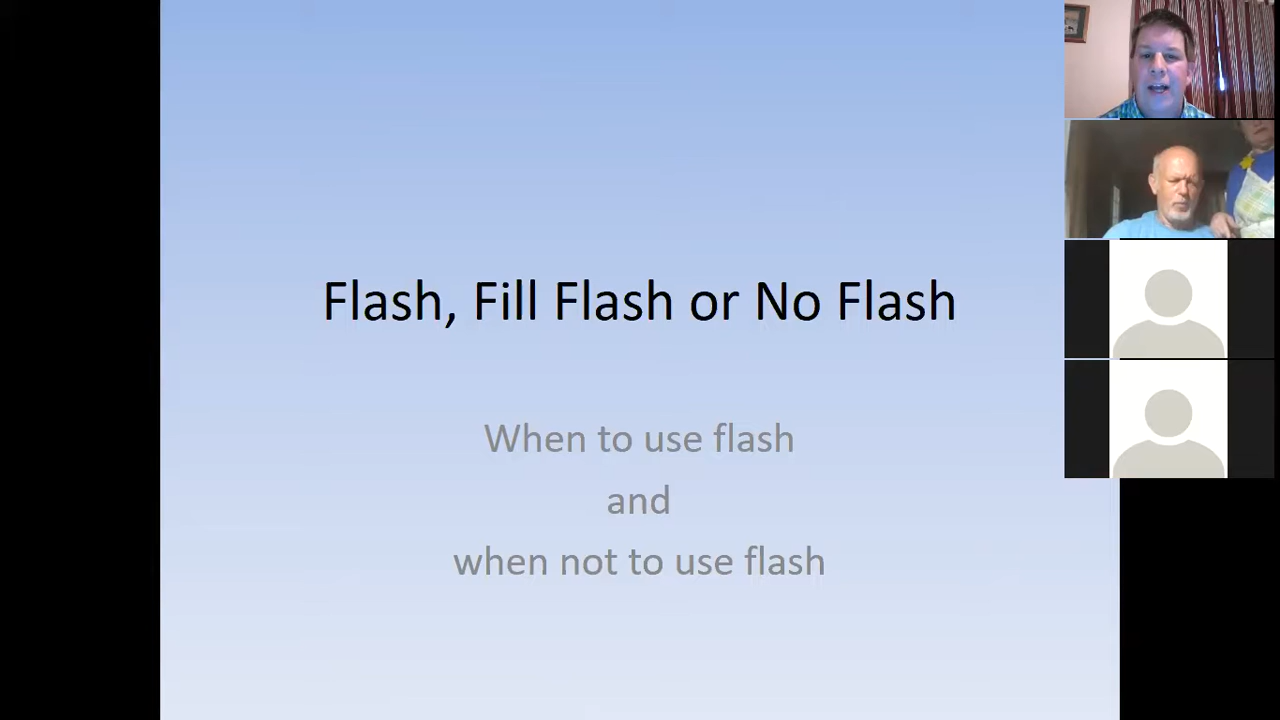 Flash, Fill Flash or No Flash
When to use flash
and
when not to use flash